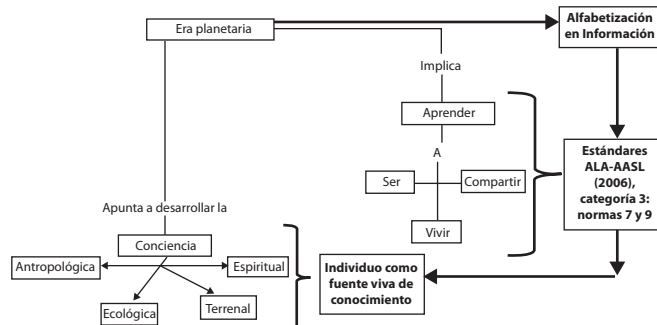 Era planetaria
Alfabetización
en Información
Implica
Aprender
A
Ser
Compartir
Vivir
Estándares
ALA-AASL
(2006),
categoría 3:
normas 7 y 9
Apunta a desarrollar la
Conciencia
Antropológica
Espiritual
Ecológica
Terrenal
Individuo como
fuente viva de
conocimiento